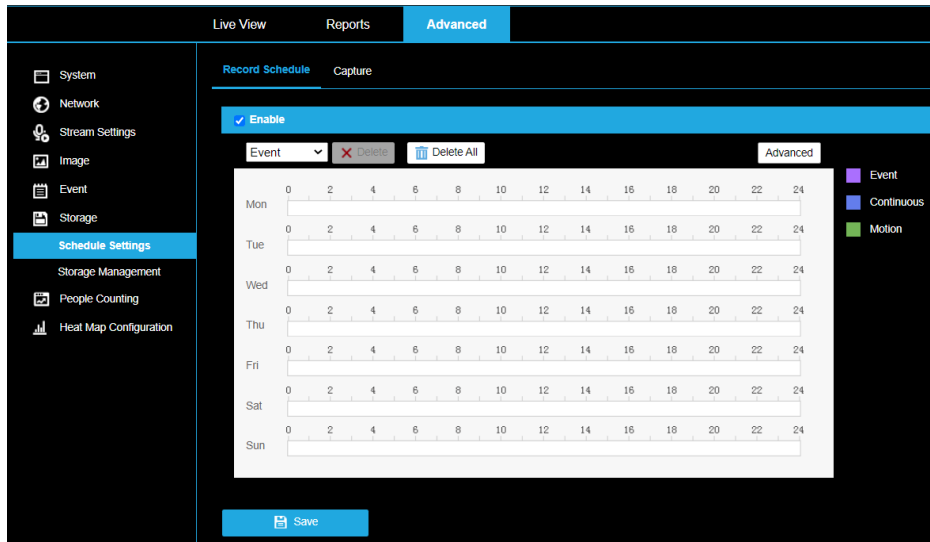 Live View Reports Advanced
System
Network
Stream Settings
Image
Event
Storage
Schedule Settings
Storage Management
People Counting
Heat Map Configuration
Record Schedule Capture
Enable
Event Delete Delete All Advanced
0 2 4 6 8 10 12 14 16 18 20 22 24
Mon
0 2 4 6 8 10 12 14 16 18 20 22 24
Tue
0 2 4 6 8 10 12 14 16 18 20 22 24
Wed
0 2 4 6 8 10 12 14 16 18 20 22 24
Thu
0 2 4 6 8 10 12 14 16 18 20 22 24
Fri
0 2 4 6 8 10 12 14 16 18 20 22 24
Sat
0 2 4 6 8 10 12 14 16 18 20 22 24
Sun
Event
Continuous
Motion
Save